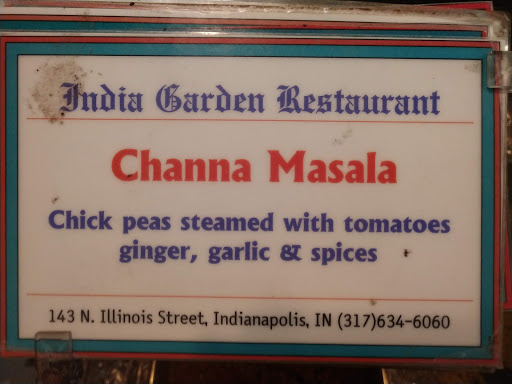 India Garden Restaurant
Channa Masala
Chick peas steamed with tomatoes
ginger, garlic & spices
143 N. Illinois Street, Indianapolis, IN (317)634-6060